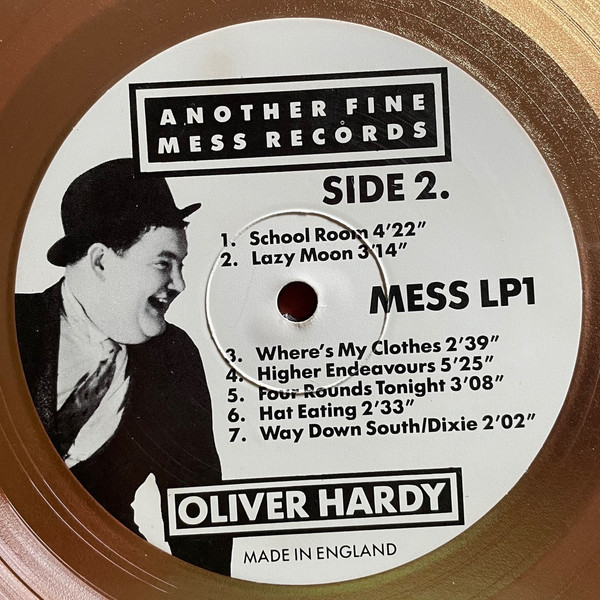 ANOTHER FINE
MESS RECORDS
SIDE 2.
1. School Room 4'22"
2. Lazy Moon 3'14"
MESS LP1
3. Where's My Clothes 2'39"
4. Higher Endeavours 5'25"
5. Four Rounds Tonight 3'08"
6. Hat Eating 2'33"
7. Way Down South/Dixie 2'02"
OLIVER HARDY
MADE IN ENGLAND